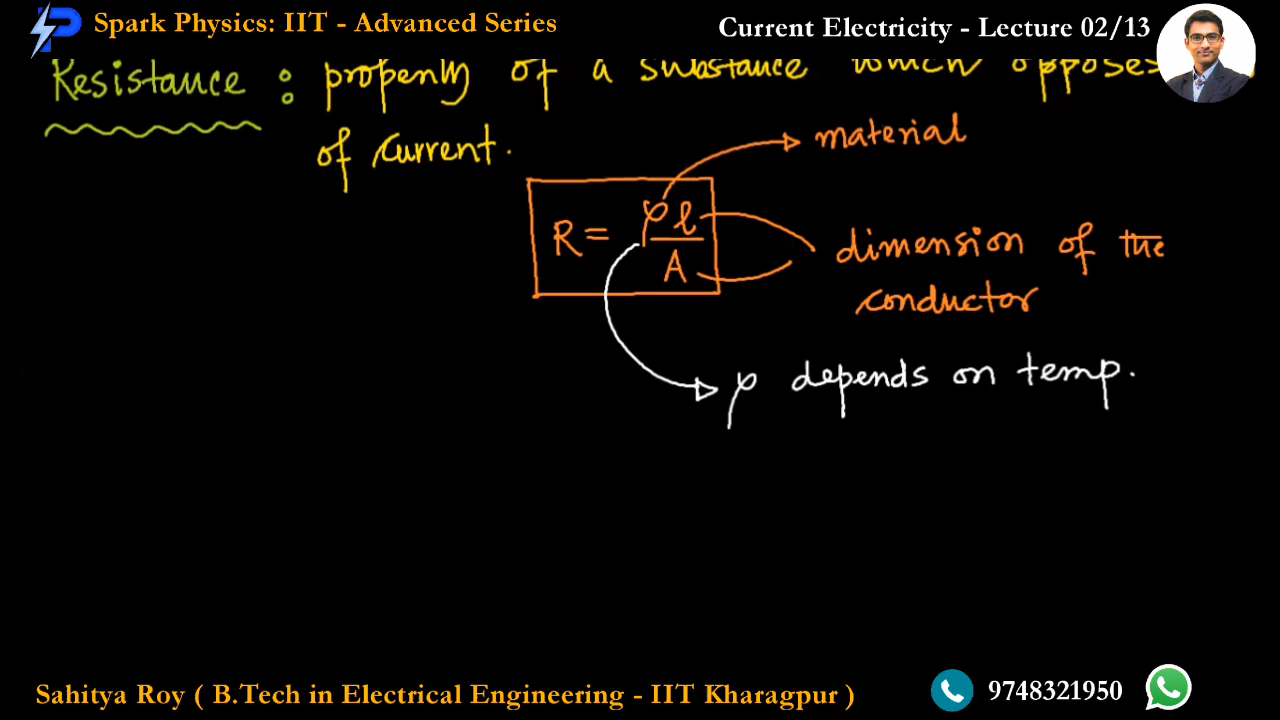 Spark Physics: IIT - Advanced Series
Current Electricity - Lecture 02/13
Resistance : property of a substance which opposes
of current.
material
R = ρl/A
dimension of the
conductor
ρ depends on temp.
Sahitya Roy ( B.Tech in Electrical Engineering - IIT Kharagpur )
9748321950